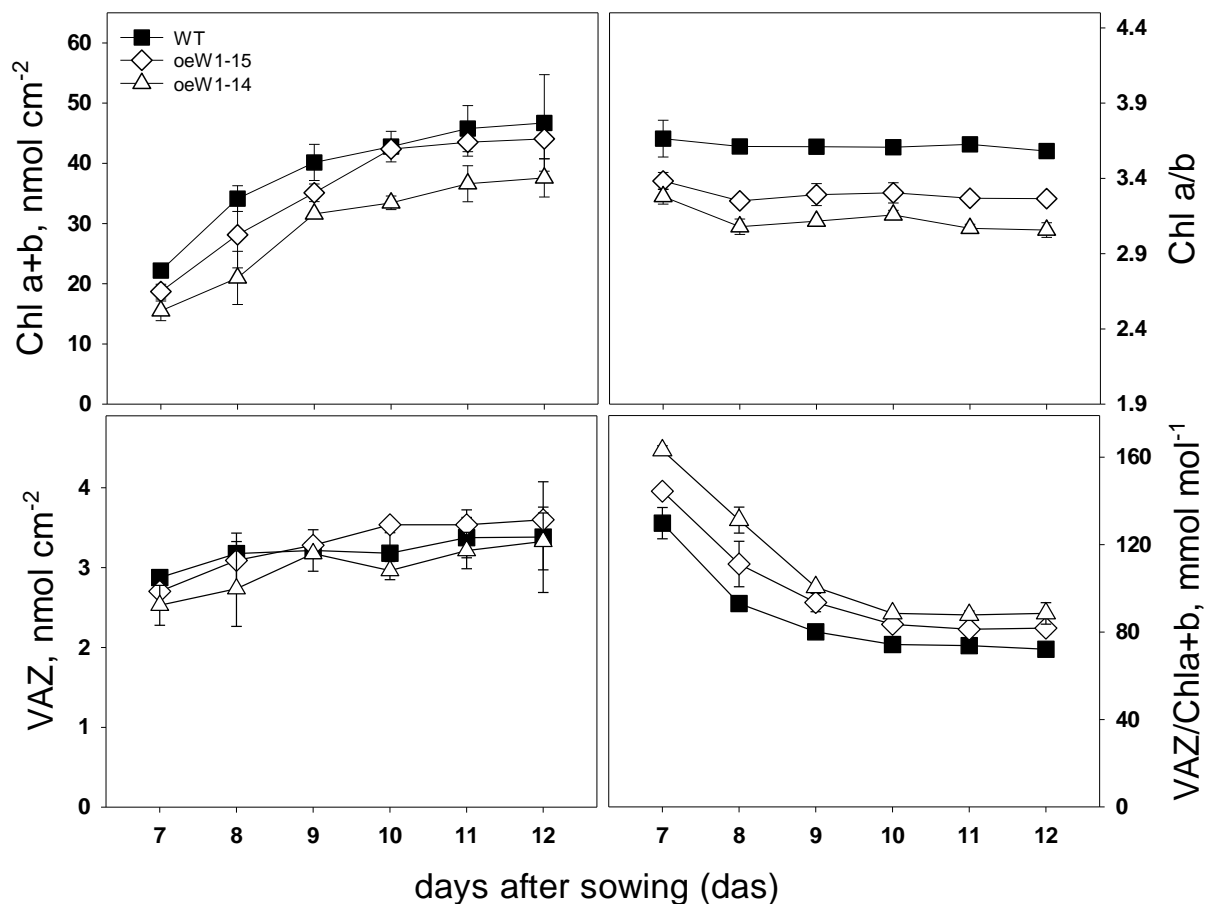 Chl a+b, nmol cm-2
60
50
40
30
20
10
0
WT
oeW1-15
oeW1-14
4.4
3.9
3.4
2.9
2.4
1.9
Chl a/b
VAZ, nmol cm-2
4
3
2
1
0
7 8 9 10 11 12
160
120
80
40
0
VAZ/Chla+b, mmol mol-1
7 8 9 10 11 12
days after sowing (das)